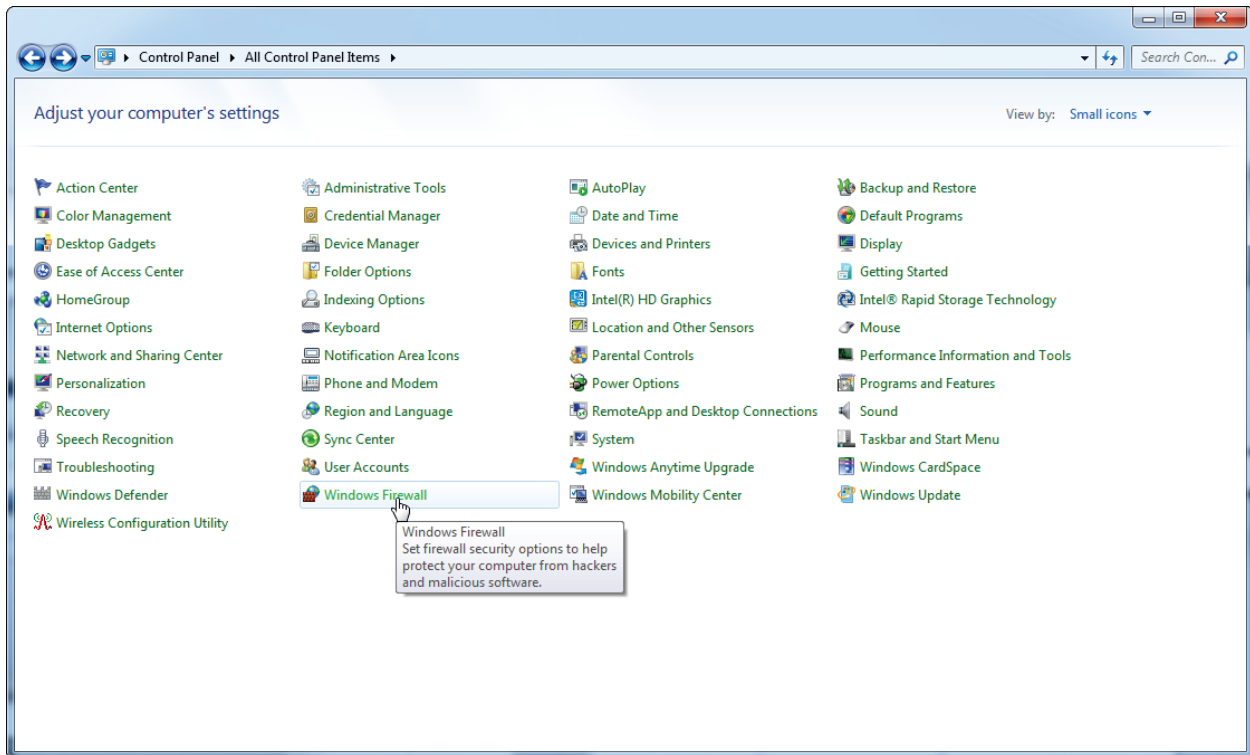 Control Panel All Control Panel Items Search Con...
Adjust your computer's settings View by: Small icons
Action Center Administrative Tools AutoPlay Backup and Restore
Color Management Credential Manager Date and Time Default Programs
Desktop Gadgets Device Manager Devices and Printers Display
Ease of Access Center Folder Options Fonts Getting Started
HomeGroup Indexing Options Intel(R) HD Graphics Intel® Rapid Storage Technology
Internet Options Keyboard Location and Other Sensors Mouse
Network and Sharing Center Notification Area Icons Parental Controls Performance Information and Tools
Personalization Phone and Modem Power Options Programs and Features
Recovery Region and Language RemoteApp and Desktop Connections Sound
Speech Recognition Sync Center System Taskbar and Start Menu
Troubleshooting User Accounts Windows Anytime Upgrade Windows CardSpace
Windows Defender Windows Firewall Windows Mobility Center Windows Update
Wireless Configuration Utility
Windows Firewall
Set firewall security options to help
protect your computer from hackers
and malicious software.